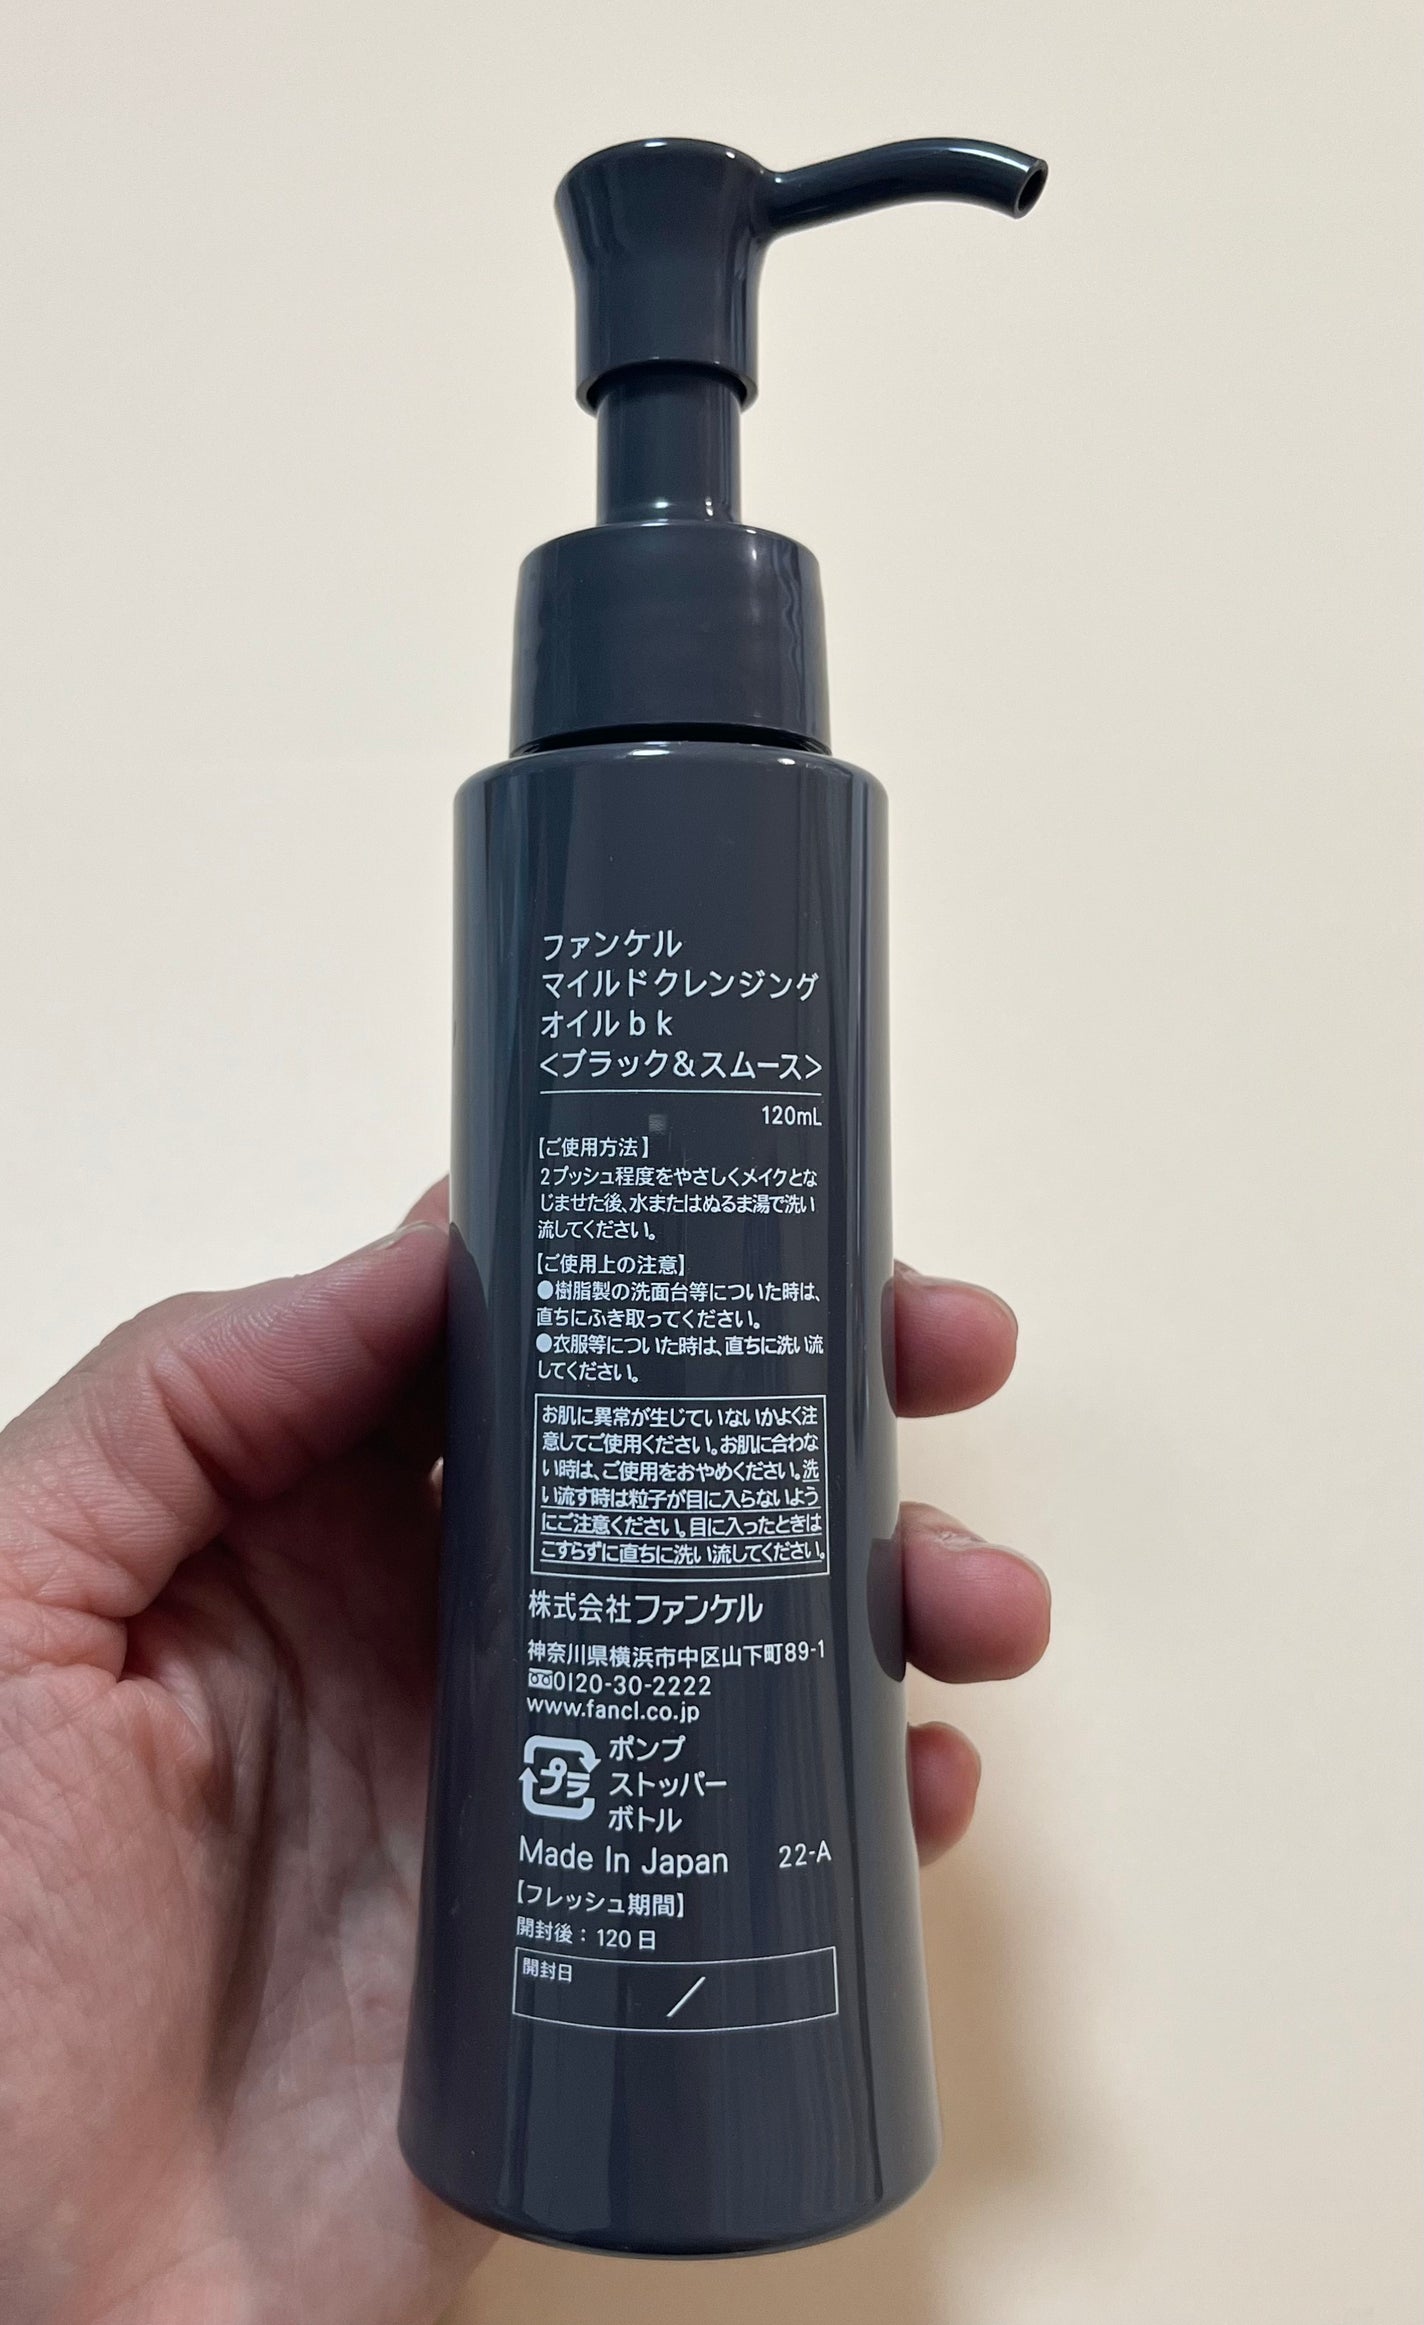 ファンケル
マイルドクレンジング
オイルbk
<ブラック&スムース>
120mL
【ご使用方法】
2プッシュ程度をやさしくメイクとな
じませた後、水またはぬるま湯で洗い
流してください。
【ご使用上の注意】
●樹脂製の洗面台等についた時は、
直ちにふき取ってください。
●衣服等についた時は、直ちに洗い流
してください。
お肌に異常が生じていないかよく注
意してご使用ください。お肌に合わな
い時は、ご使用をおやめください。洗
い流す時は粒子が目に入らないよう
にご注意ください。目に入ったときは
こすらずに直ちに洗い流してください。
株式会社ファンケル
神奈川県横浜市中区山下町89-1
0120-30-2222
www.fancl.co.jp
プラ ポンプ
ストッパー
ボトル
Made In Japan 22-A
【フレッシュ期間】
開封後：120日
開封日 /